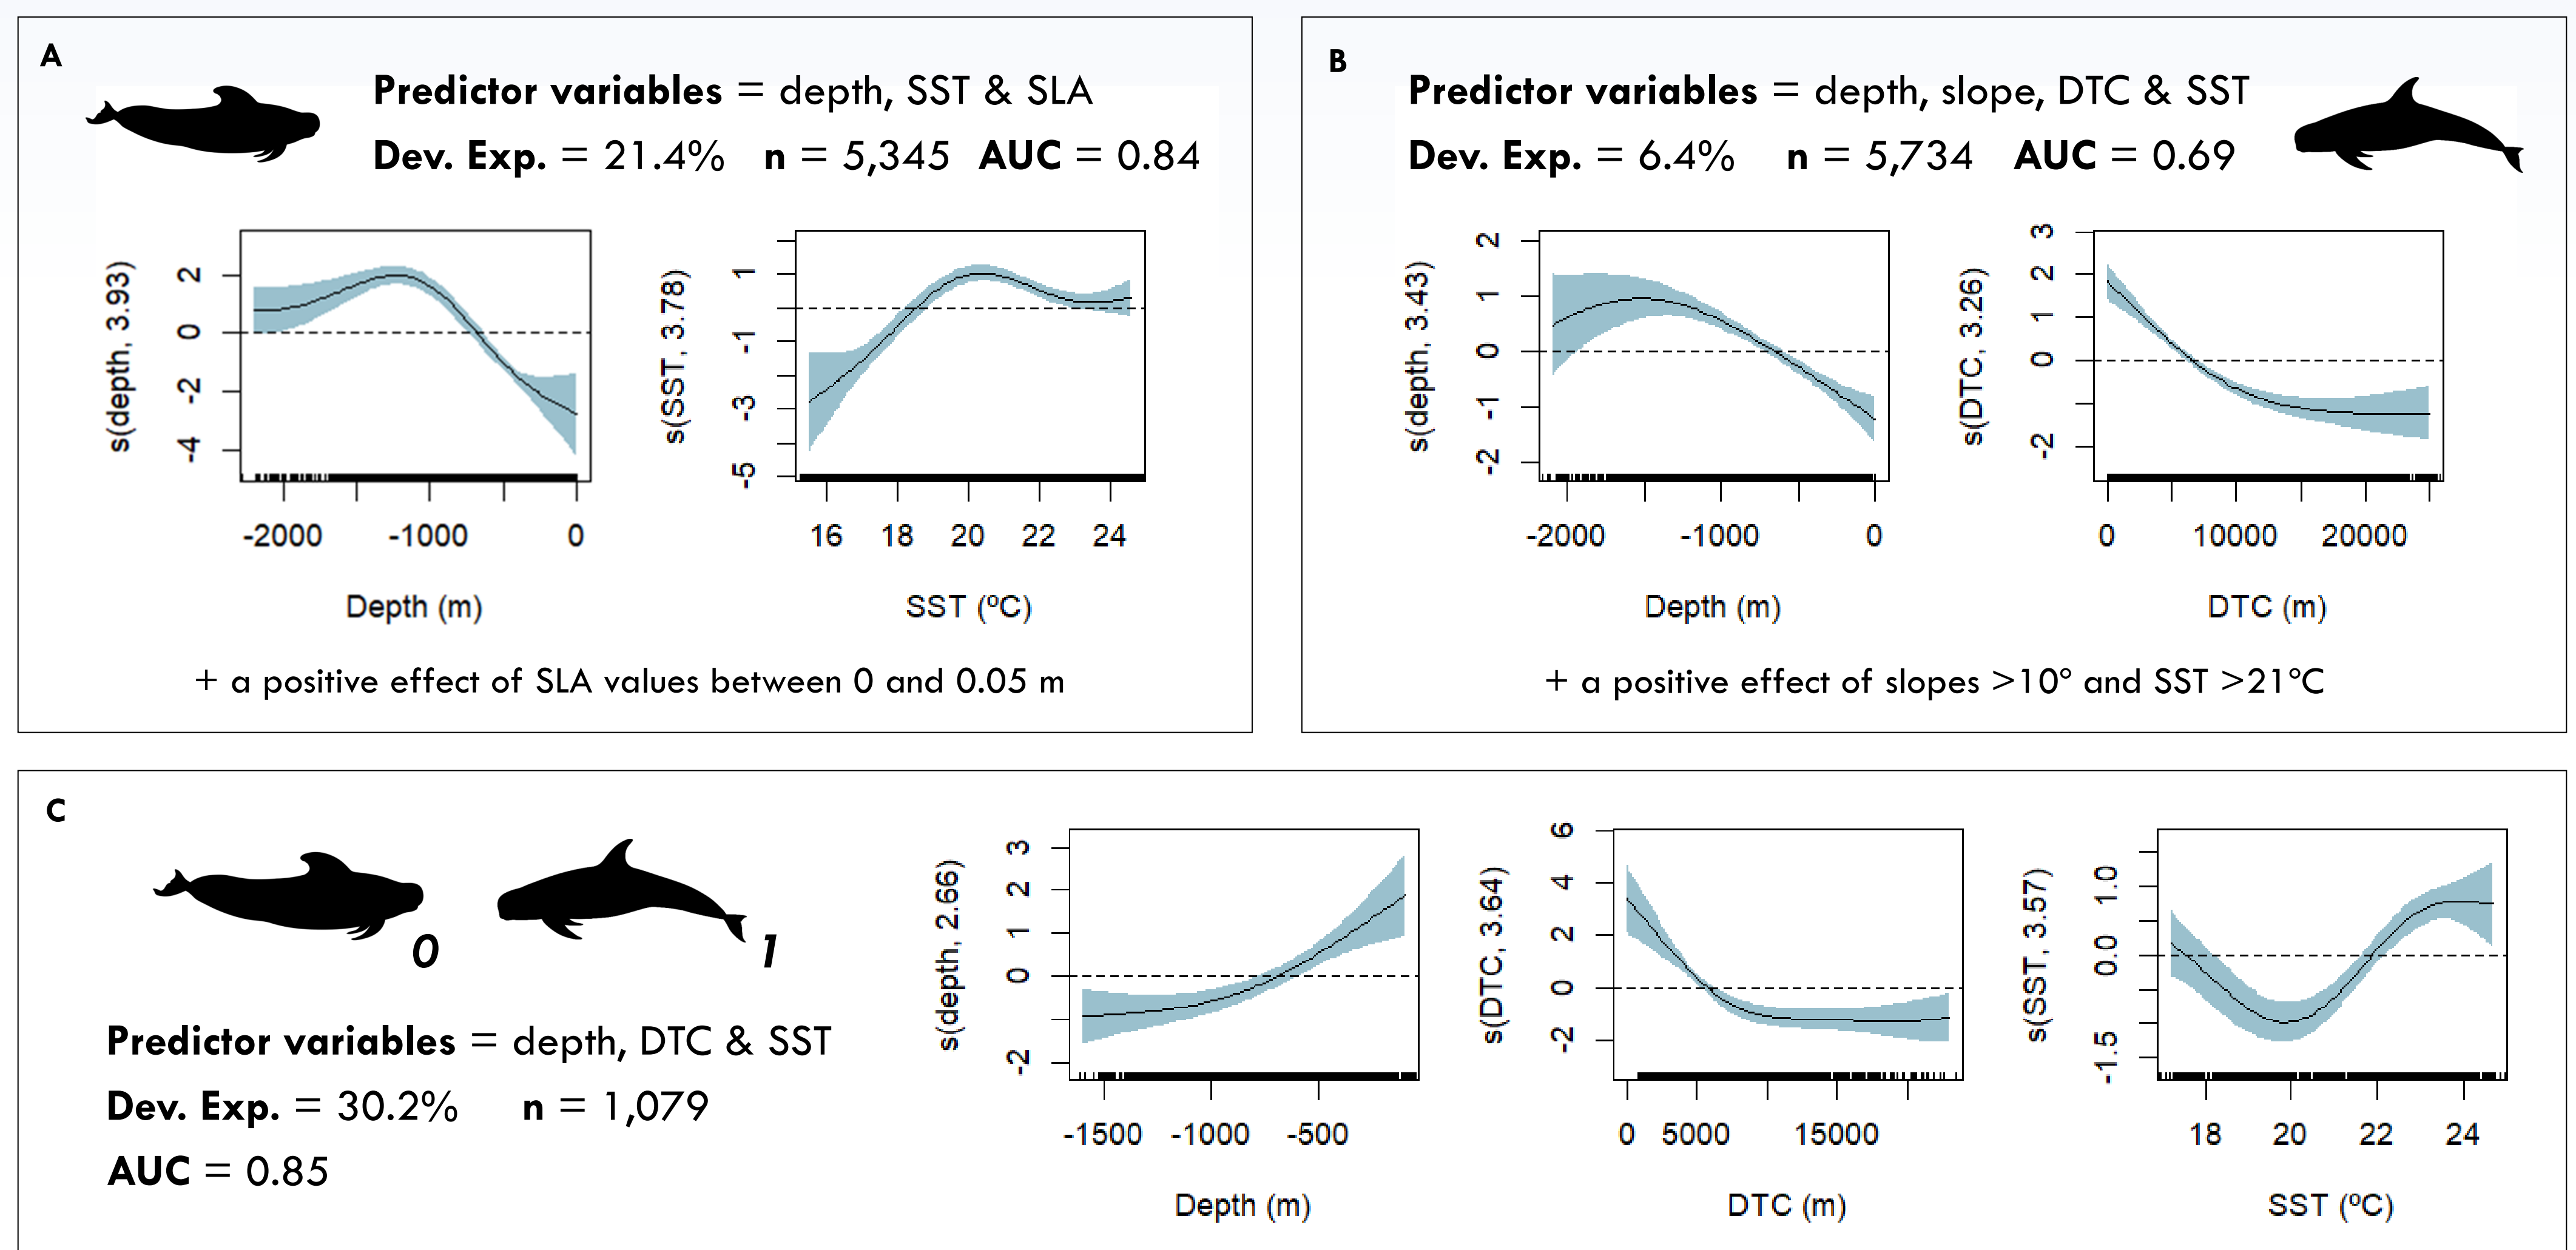 A
Predictor variables = depth, SST & SLA
Dev. Exp. = 21.4% n = 5,345 AUC = 0.84
s(depth, 3.93)
2
0
-2
-4
-2000 -1000 0
Depth (m)
s(SST, 3.78)
1
-1
-3
-5
16 18 20 22 24
SST (ºC)
+ a positive effect of SLA values between 0 and 0.05 m
B
Predictor variables = depth, slope, DTC & SST
Dev. Exp. = 6.4% n = 5,734 AUC = 0.69
s(depth, 3.43)
2
1
0
-1
-2
-2000 -1000 0
Depth (m)
s(DTC, 3.26)
3
2
1
0
-2
0 10000 20000
DTC (m)
+ a positive effect of slopes >10º and SST >21ºC
C
0
1
Predictor variables = depth, DTC & SST
Dev. Exp. = 30.2% n = 1,079
AUC = 0.85
s(depth, 2.66)
3
2
1
0
-2
-1500 -1000 -500
Depth (m)
s(DTC, 3.64)
6
4
2
0
-2
0 5000 15000
DTC (m)
s(SST, 3.57)
1.0
0.0
-1.5
18 20 22 24
SST (ºC)